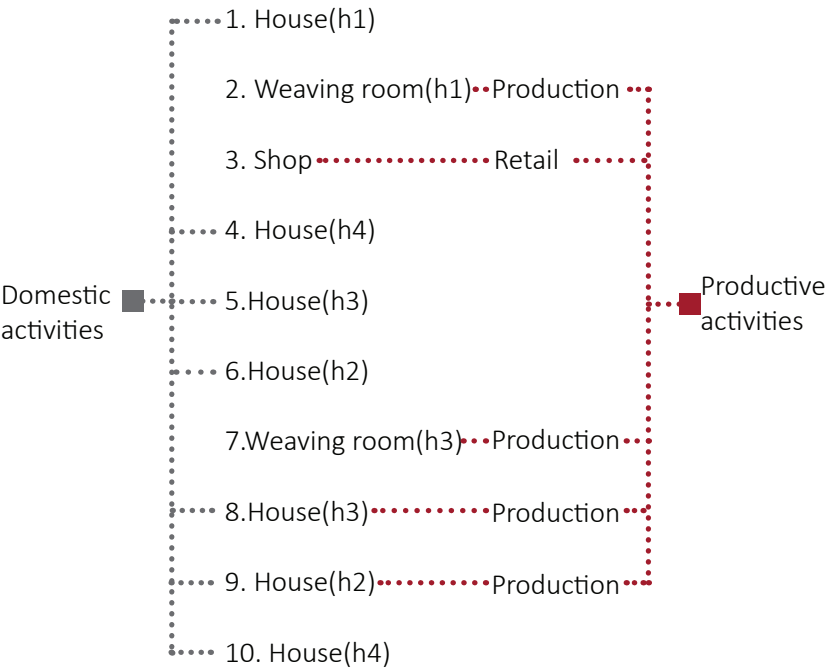 1. House(h1)
2. Weaving room(h1) Production
3. Shop Retail
4. House(h4)
Domestic activities
5.House(h3)
Productive activities
6.House(h2)
7.Weaving room(h3) Production
8.House(h3) Production
9. House(h2) Production
10. House(h4)